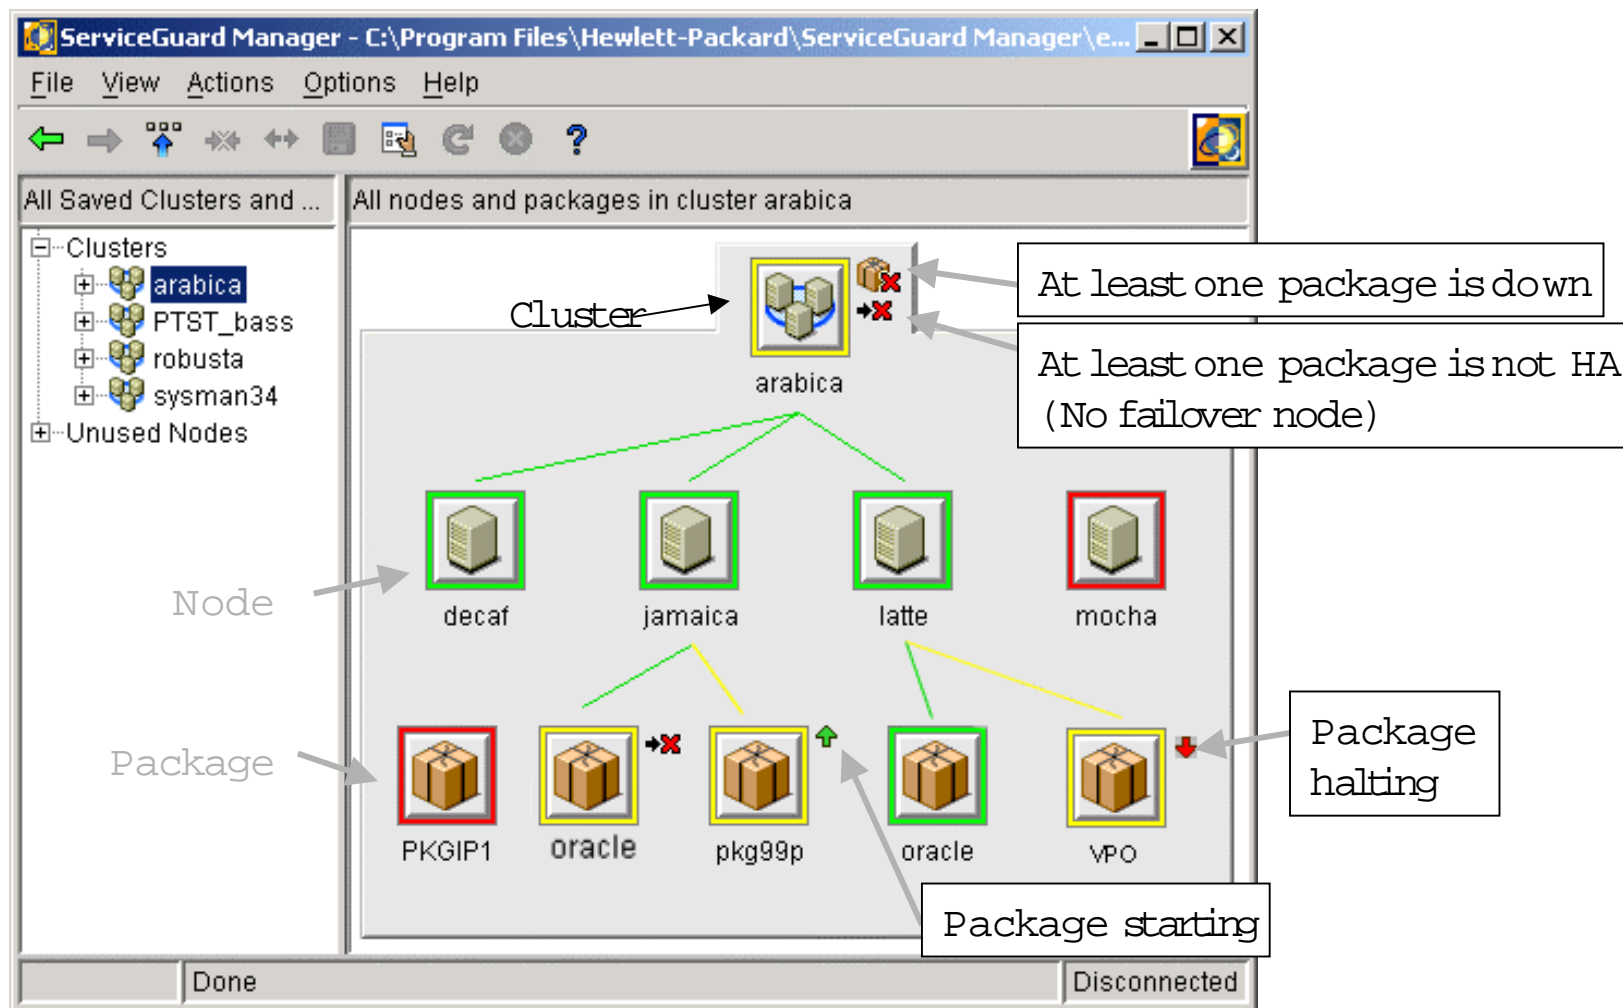 ServiceGuard Manager - C:\Program Files\Hewlett-Packard\ServiceGuard Manager\e...
File View Actions Options Help
All Saved Clusters and ...
All nodes and packages in cluster arabica
Clusters
arabica
PTST_bass
robusta
sysman34
Unused Nodes
Cluster
arabica
At least one package is down
At least one package is not HA
(No failover node)
Node
decaf
jamaica
latte
mocha
Package
PKGIP1
oracle
pkg99p
oracle
VPO
Package
halting
Package starting
Done
Disconnected